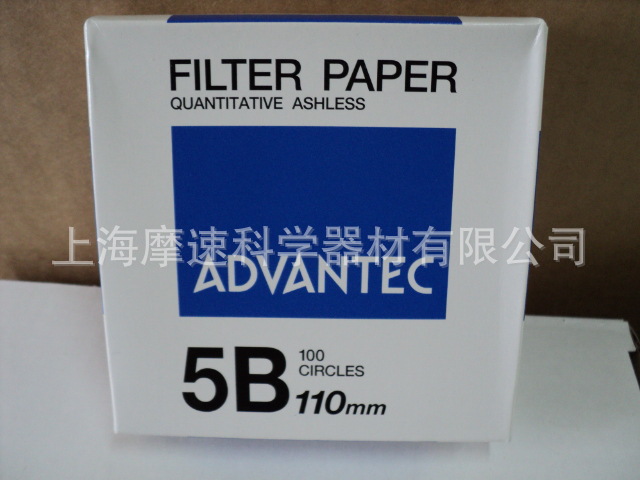 FILTER PAPER
QUANTITATIVE ASHLESS
上海摩速科学器材有限公司
ADVANTEC
5B
100
CIRCLES
110mm